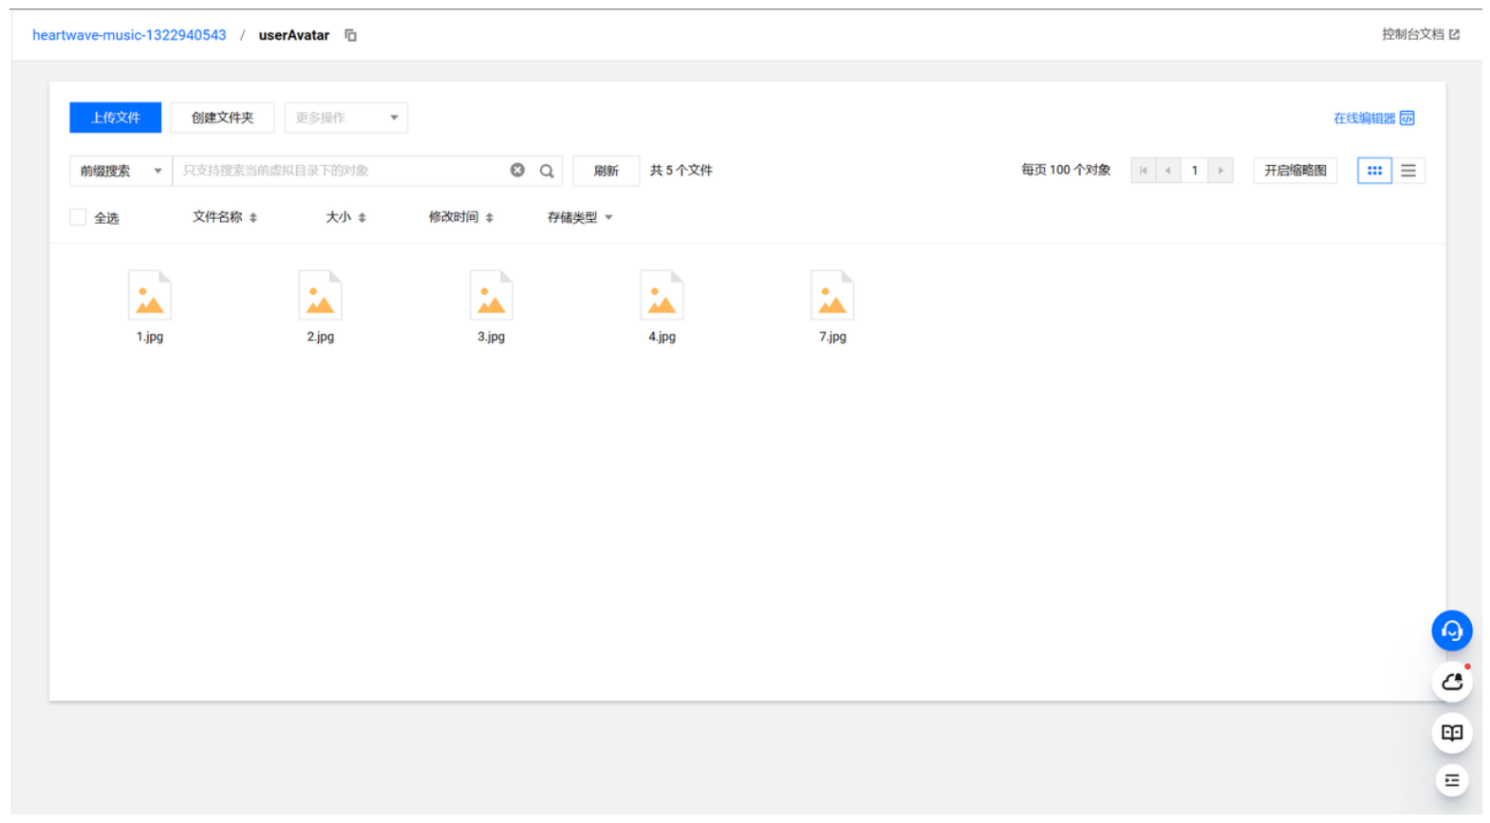 heartwave-music-1322940543 / userAvatar 控制台文档
上传文件 创建文件夹 更多操作 在线编辑器
前缀搜索 只支持搜索当前虚拟目录下的对象 刷新 共 5 个文件 每页 100 个对象 1 开启缩略图
全选 文件名称 大小 修改时间 存储类型
1.jpg 2.jpg 3.jpg 4.jpg 7.jpg